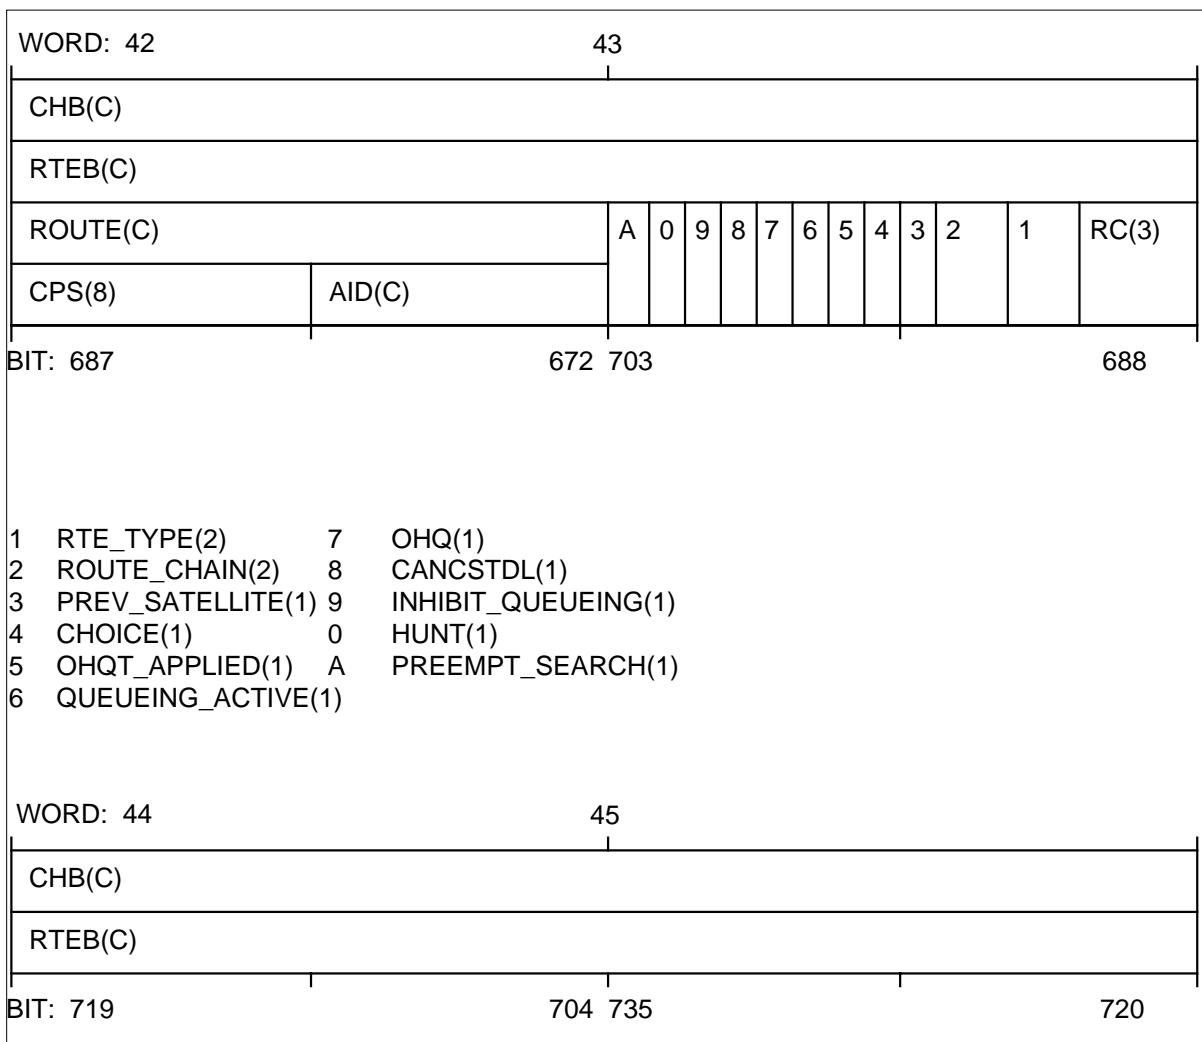 WORD: 42 43
CHB(C)
RTEB(C)
ROUTE(C) A 0 9 8 7 6 5 4 3 2 1 RC(3)
CPS(8) AID(C)
BIT: 687 672 703 688
1 RTE_TYPE(2) 7 OHQ(1)
2 ROUTE_CHAIN(2) 8 CANCSTDL(1)
3 PREV_SATELLITE(1) 9 INHIBIT_QUEUEING(1)
4 CHOICE(1) 0 HUNT(1)
5 OHQT_APPLIED(1) A PREEMPT_SEARCH(1)
6 QUEUEING_ACTIVE(1)
WORD: 44 45
CHB(C)
RTEB(C)
BIT: 719 704 735 720